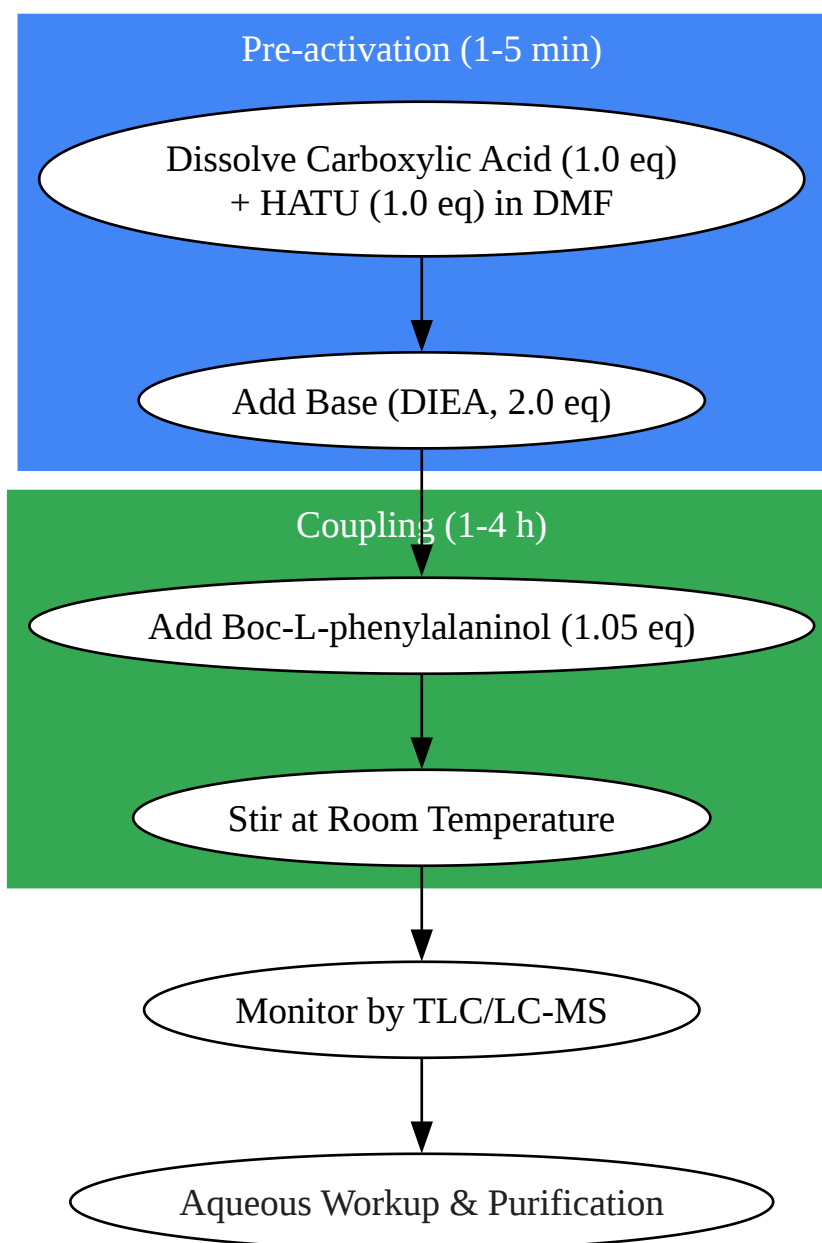 Pre-activation (1-5 min)
Dissolve Carboxylic Acid (1.0 eq)
+ HATU (1.0 eq) in DMF
Add Base (DIEA, 2.0 eq)
Coupling (1-4 h)
Add Boc-L-phenylalaninol (1.05 eq)
Stir at Room Temperature
Monitor by TLC/LC-MS
Aqueous Workup & Purification